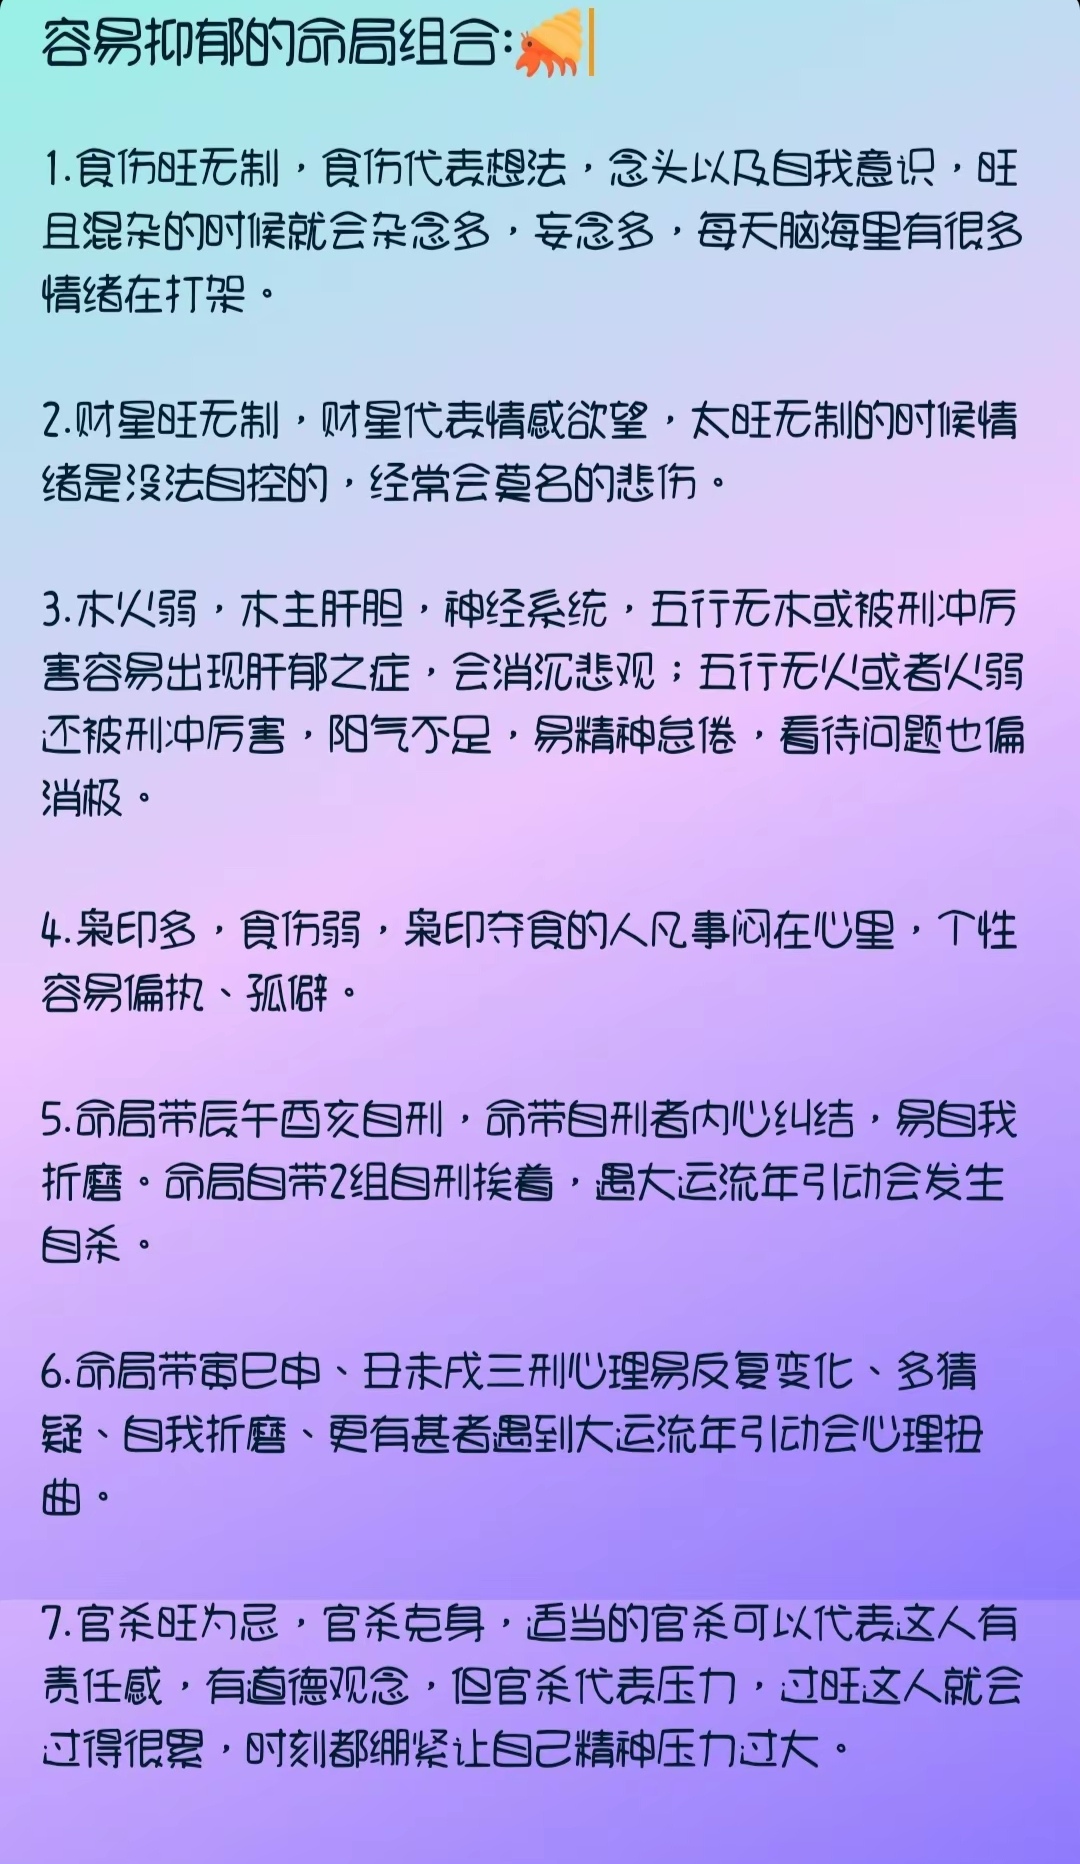 容易抑郁的命局组合:
1.食伤旺无制，食伤代表想法，念头以及自我意识，旺
且混杂的时候就会杂念多，妄念多，每天脑海里有很多
情绪在打架。
2.财星旺无制，财星代表情感欲望，太旺无制的时候情
绪是没法自控的，经常会莫名的悲伤。
3.木火弱，木主肝胆，神经系统，五行无木或被刑冲厉
害容易出现肝郁之症，会消沉悲观；五行无火或者火弱
还被刑冲厉害，阳气不足，易精神怠倦，看待问题也偏
消极。
4.枭印多，食伤弱，枭印夺食的人凡事闷在心里，个性
容易偏执、孤僻。
5.命局带辰午酉亥自刑，命带自刑者内心纠结，易自我
折磨。命局自带2组自刑挨着，遇大运流年引动会发生
自杀。
6.命局带寅巳申、丑未戌三刑心理易反复变化、多猜
疑、自我折磨、更有甚者遇到大运流年引动会心理扭
曲。
7.官杀旺为忌，官杀克身，适当的官杀可以代表这人有
责任感，有道德观念，但官杀代表压力，过旺这人就会
过得很累，时刻都绷紧让自己精神压力过大。